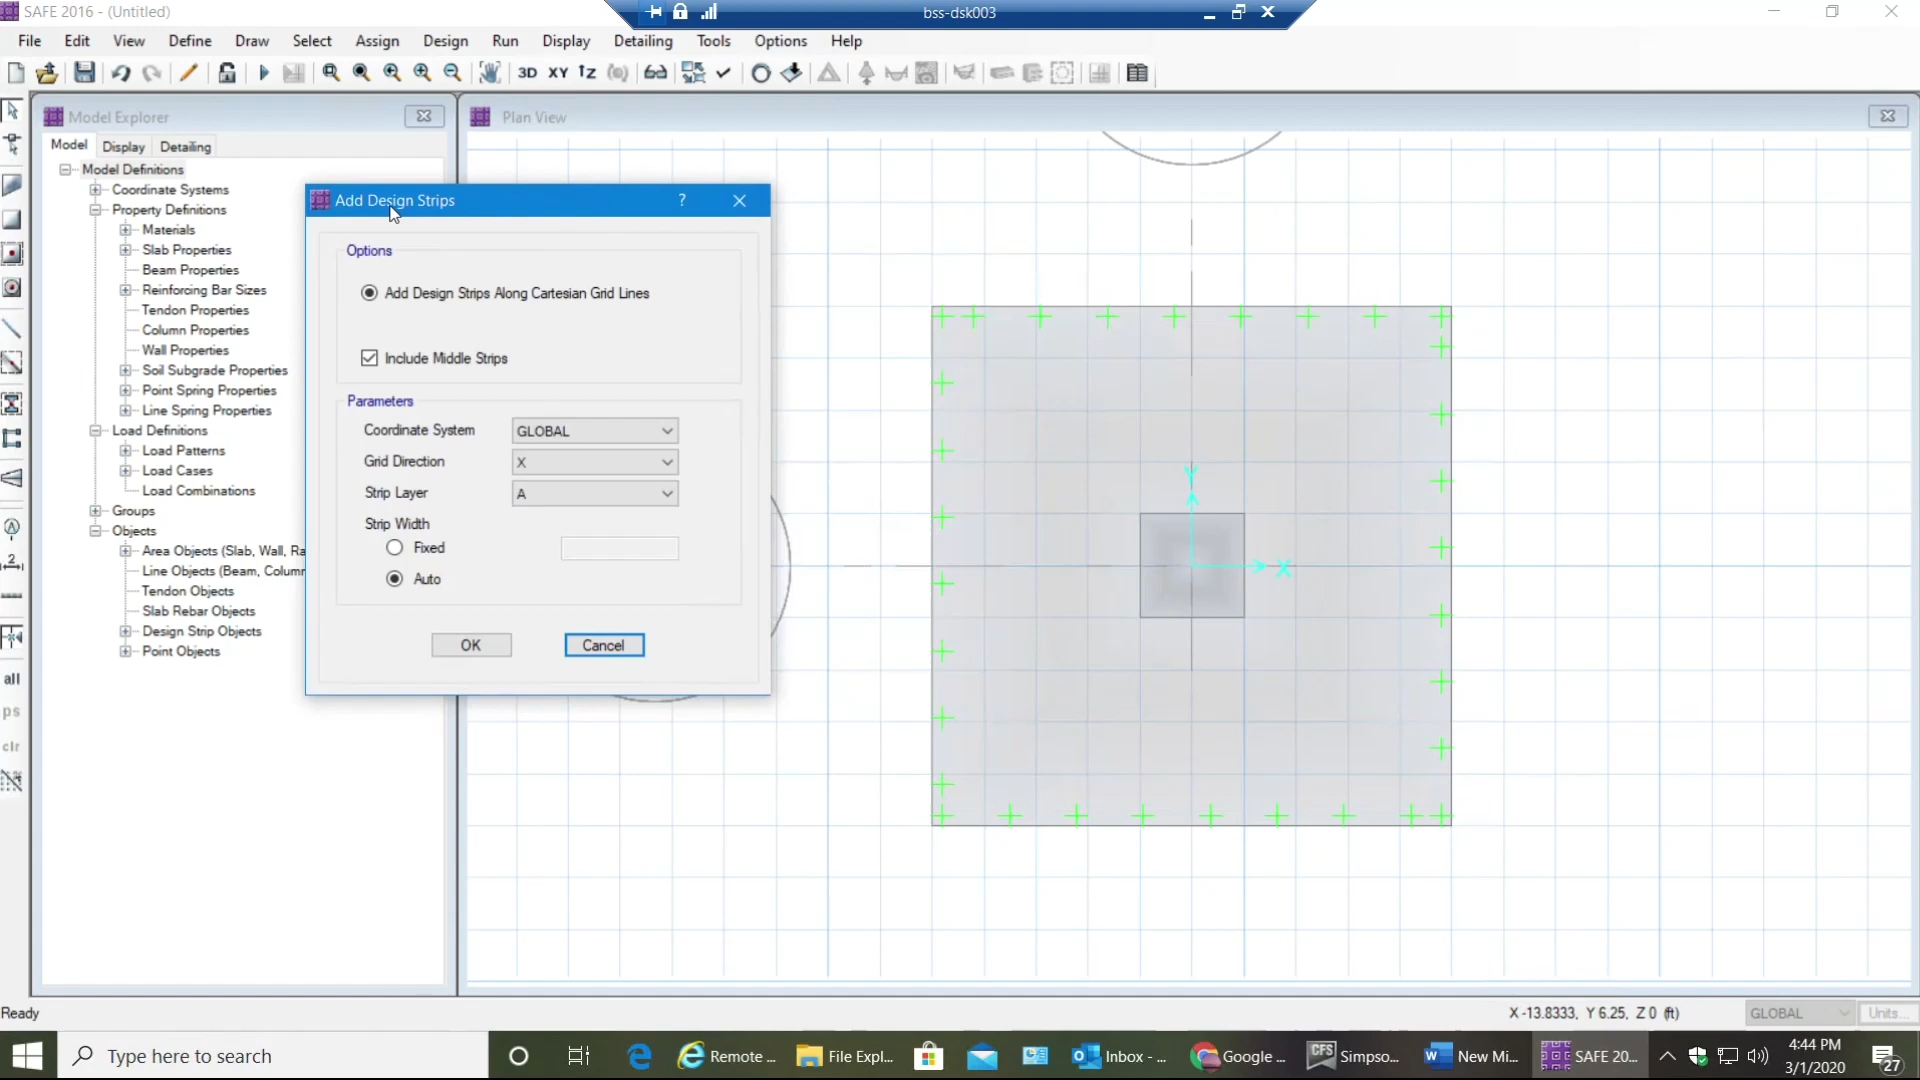 SAFE 2016 - (Untitled)
bss-dsk003
File Edit View Define Draw Select Assign Design Run Display Detailing Tools Options Help
3D XY
Model Explorer
Plan View
Model Display Detailing
Model Definitions
Coordinate Systems
Property Definitions
Materials
Slab Properties
Beam Properties
Reinforcing Bar Sizes
Tendon Properties
Column Properties
Wall Properties
Soil Subgrade Properties
Point Spring Properties
Line Spring Properties
Load Definitions
Load Patterns
Load Cases
Load Combinations
Groups
Objects
Area Objects (Slab, Wall, Ra
Line Objects (Beam, Column
Tendon Objects
Slab Rebar Objects
Design Strip Objects
Point Objects
all
ps
clr
Add Design Strips ?
Options
Add Design Strips Along Cartesian Grid Lines
Include Middle Strips
Parameters
Coordinate System GLOBAL
Grid Direction X
Strip Layer A
Strip Width
Fixed
Auto
OK Cancel
Y
X
Ready
X -13.8333, Y 6.25, Z 0 (ft)
GLOBAL
Units...
Type here to search
Remote ...
File Expl...
Inbox - ...
Google ...
CFS
Simpso...
New Mi...
SAFE 20...
4:44 PM
3/1/2020
27